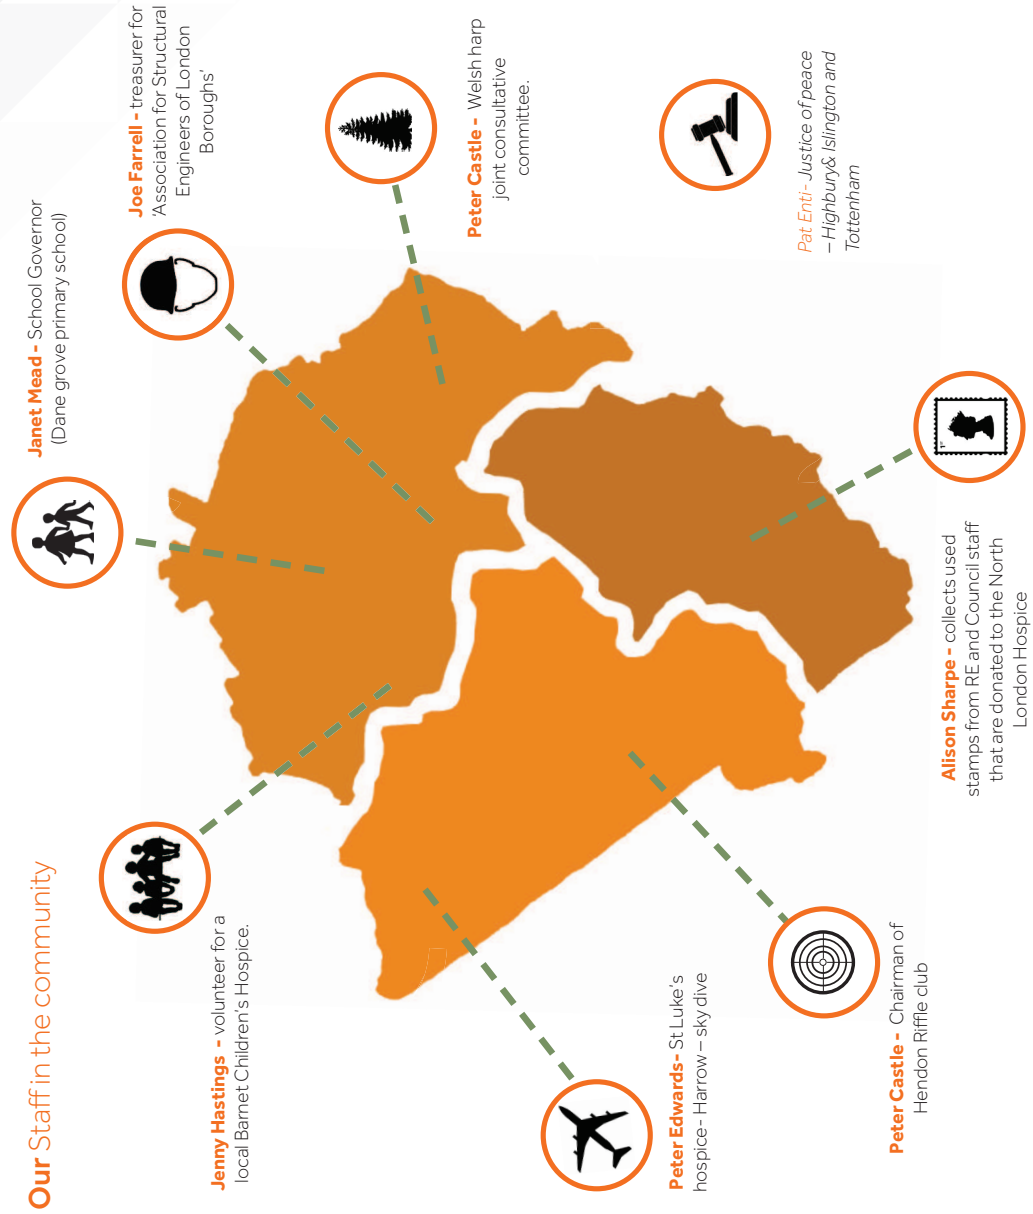 Our Staff in the community
Janet Mead - School Governor
(Dane grove primary school)
Joe Farrell - treasurer for
'Association for Structural
Engineers of London
Boroughs'
Jenny Hastings - volunteer for a
local Barnet Children's Hospice.
Peter Castle - Welsh harp
joint consultative
committee.
Peter Edwards- St Luke's
hospice- Harrow – sky dive
Pat Enti- Justice of peace
– Highbury& Islington and
Tottenham
Peter Castle - Chairman of
Hendon Riffle club
Alison Sharpe - collects used
stamps from RE and Council staff
that are donated to the North
London Hospice